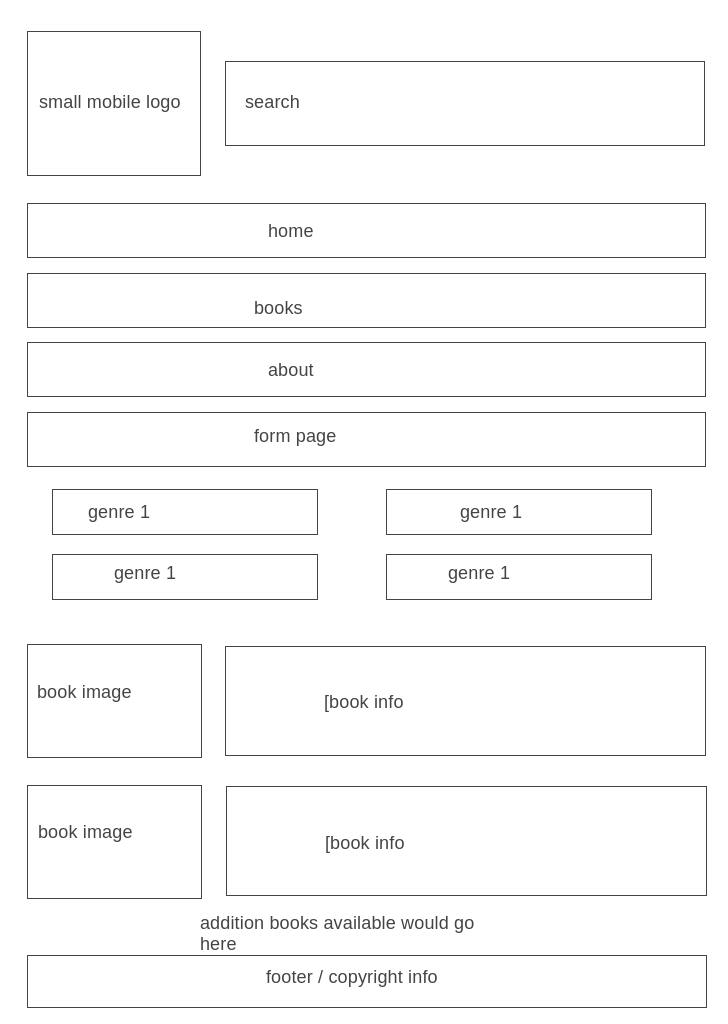 small mobile logo
search
home
books
about
form page
genre 1
genre 1
genre 1
genre 1
book image
[book info
book image
[book info
addition books available would go
here
footer / copyright info